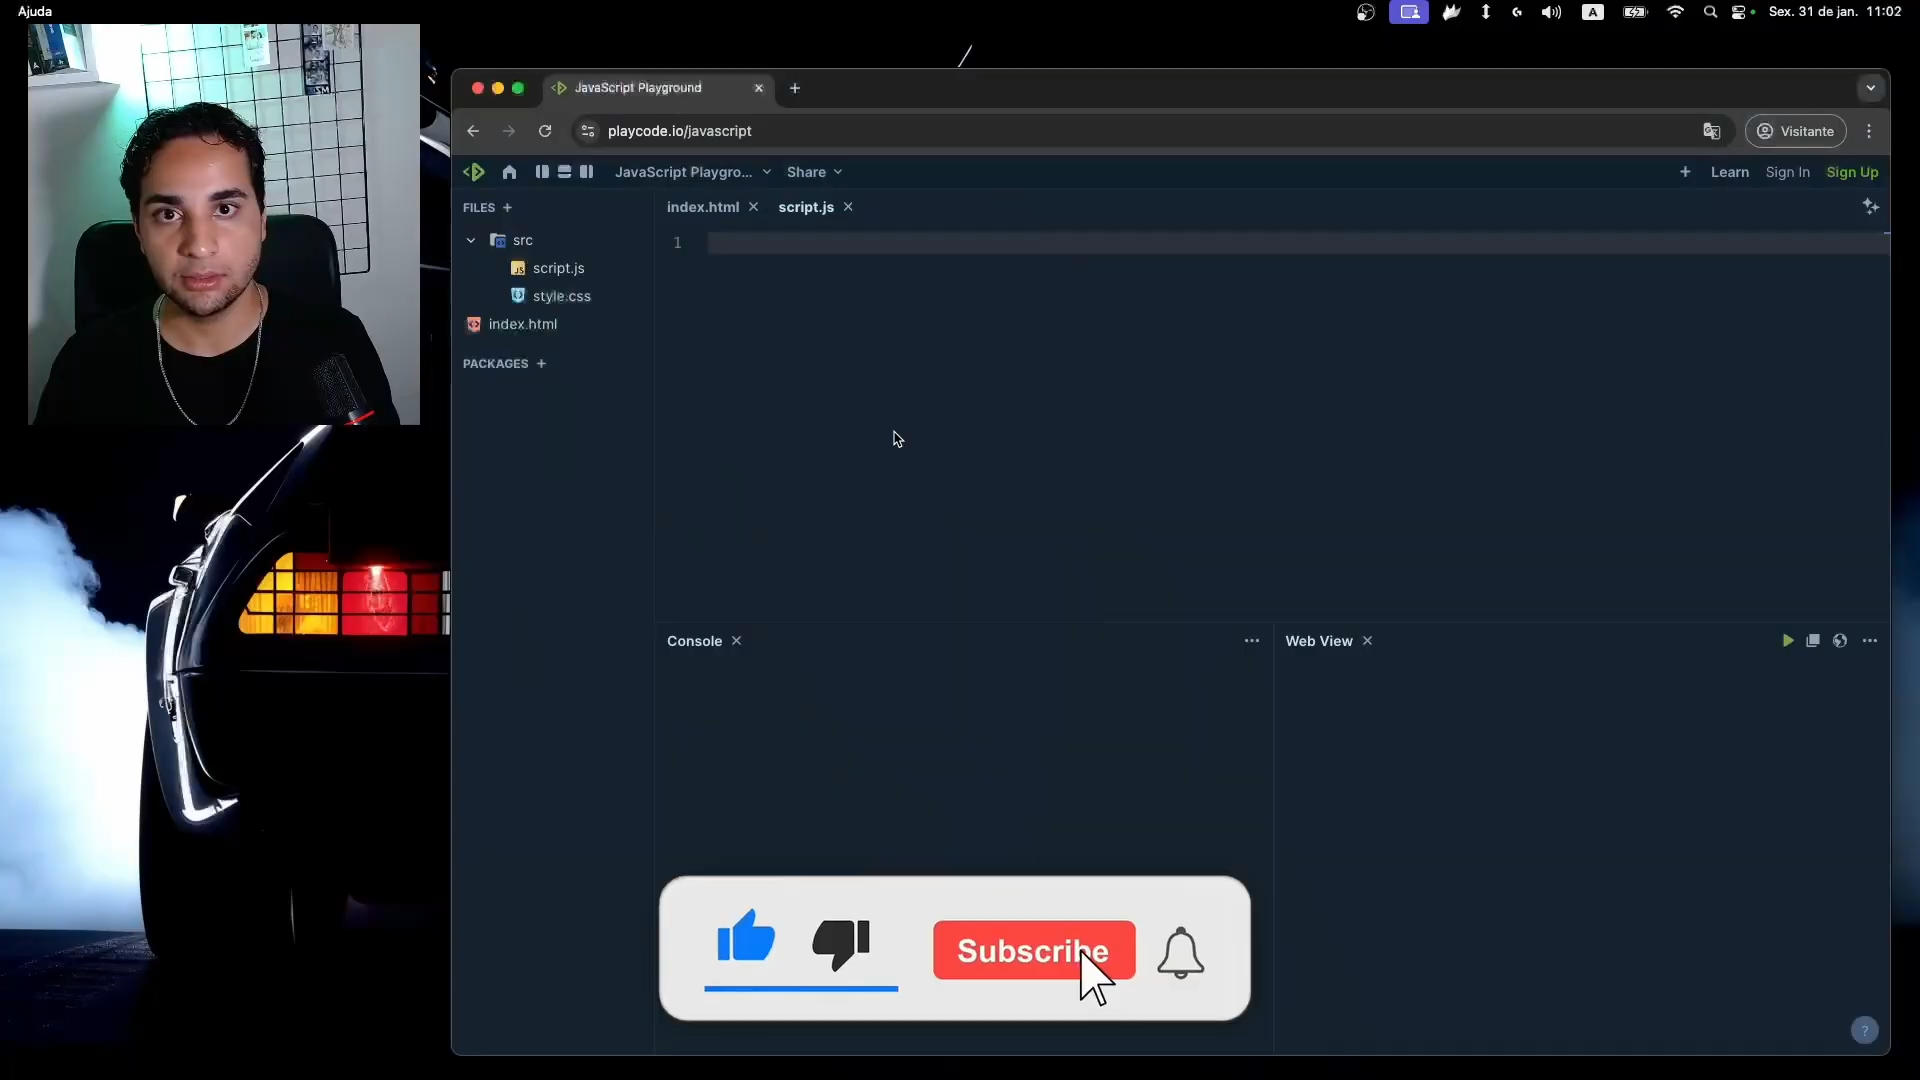 Ajuda
A
Sex. 31 de jan. 11:02
JavaScript Playground
playcode.io/javascript
Visitante
JavaScript Playgro...
Share
Learn
Sign In
Sign Up
FILES
index.html
script.js
1
src
script.js
style.css
index.html
PACKAGES
Console
Web View
Subscribe
?